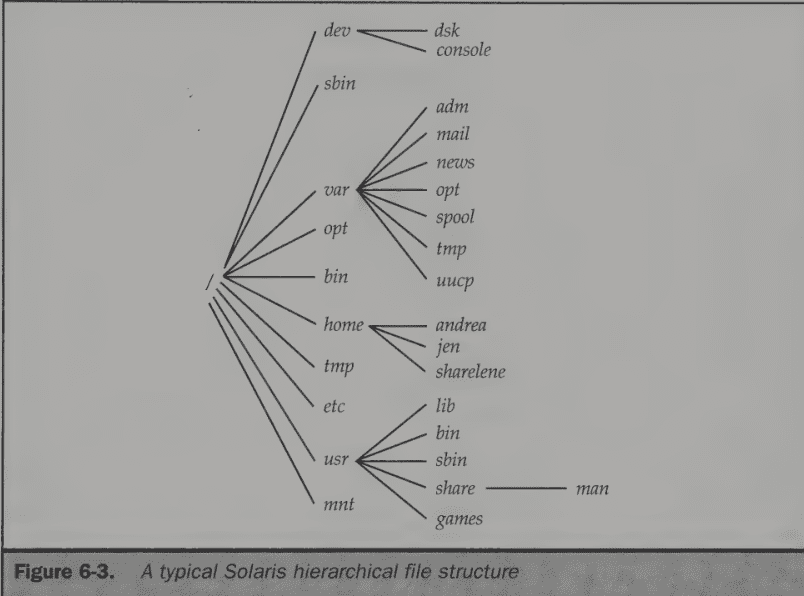 dev dsk
console
sbin
adm
mail
news
var opt
spool
opt
tmp
bin uucp
/
home andrea
jen
tmp sharelene
etc lib
bin
usr sbin
share man
mnt
games
Figure 6-3. A typical Solaris hierarchical file structure